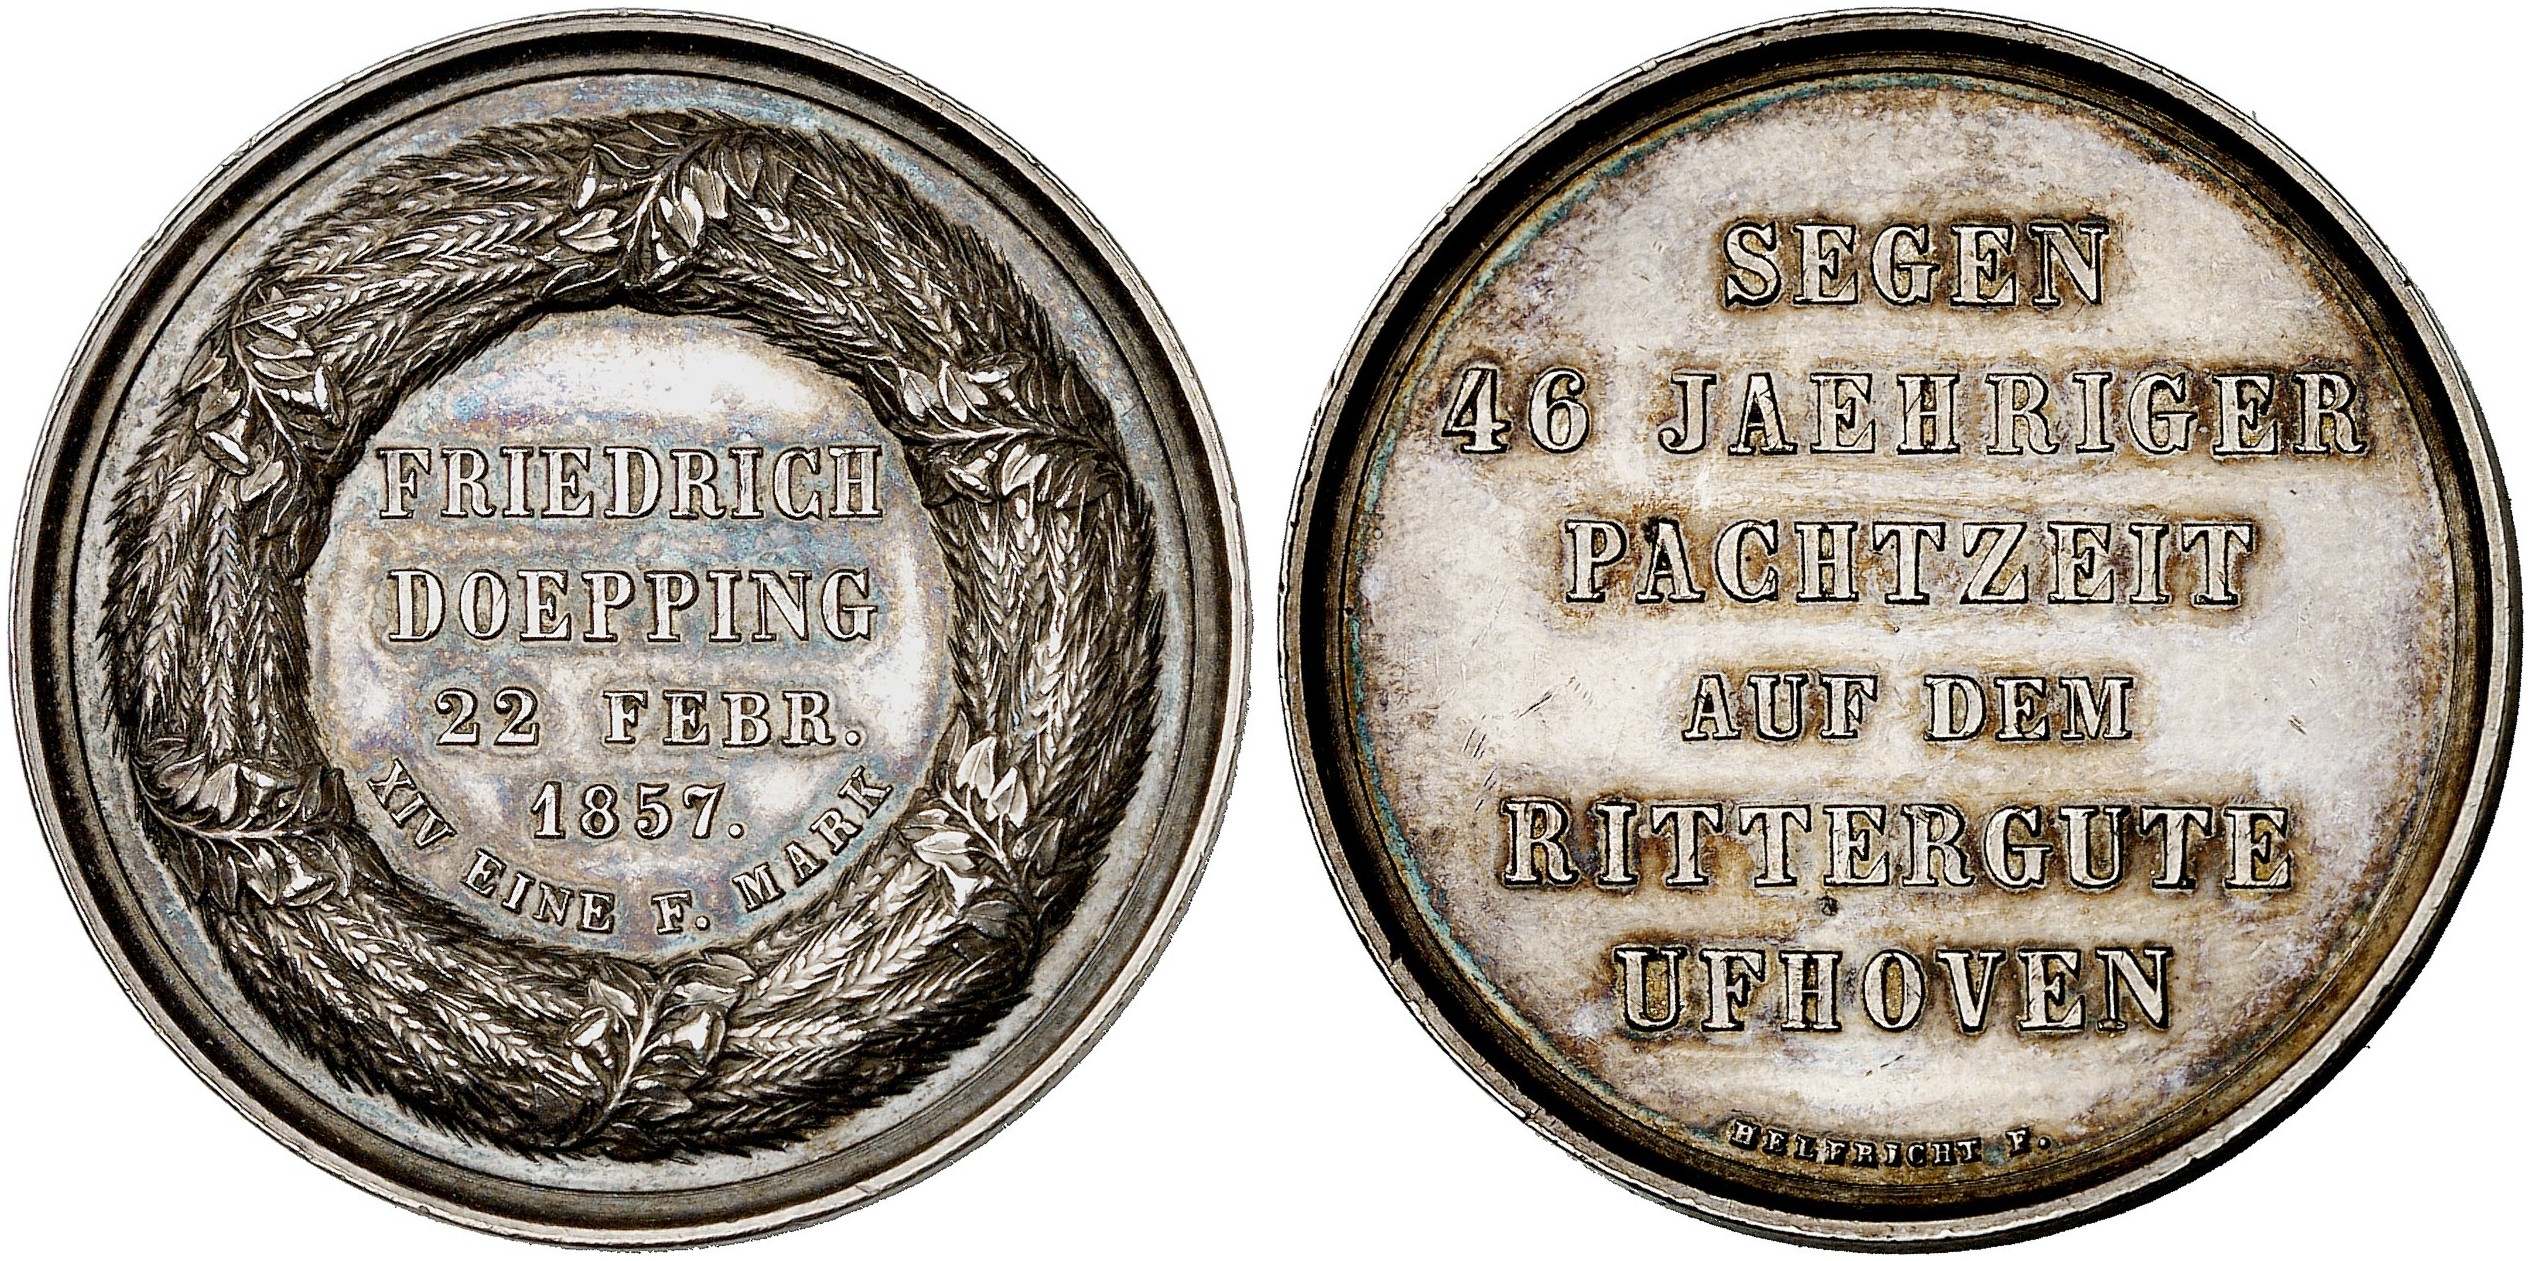 FRIEDRICH
DOEPPING
22 FEBR.
1857.
XIV EINE F. MARK
SEGEN
46 JAEHRIGER
PACHTZEIT
AUF DEM
RITTERGUTE
UFHOVEN
HELFRICHT F.